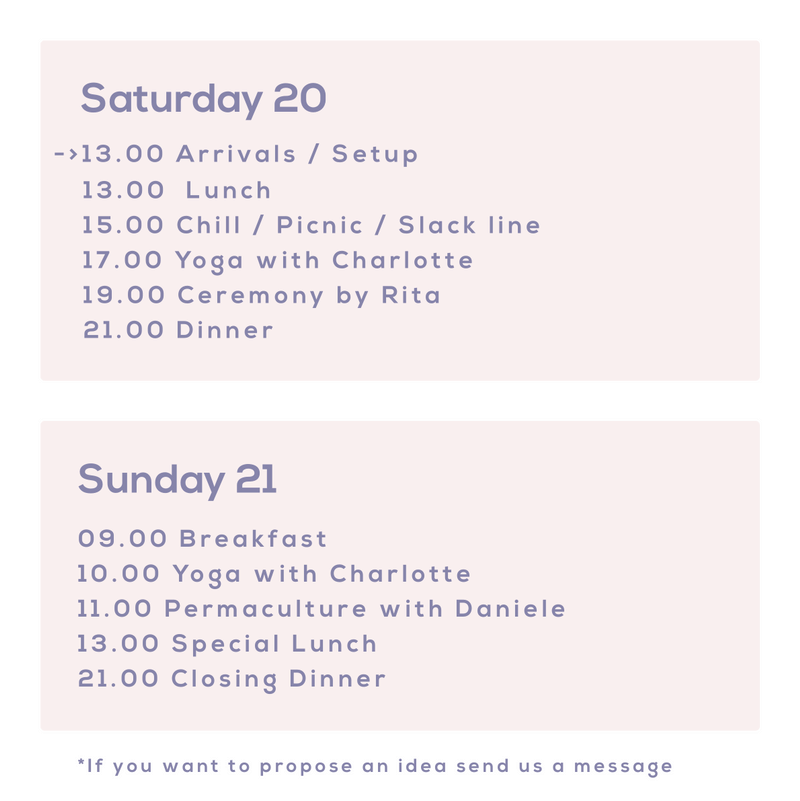 Saturday 20
->13.00 Arrivals / Setup
13.00 Lunch
15.00 Chill / Picnic / Slack line
17.00 Yoga with Charlotte
19.00 Ceremony by Rita
21.00 Dinner
Sunday 21
09.00 Breakfast
10.00 Yoga with Charlotte
11.00 Permaculture with Daniele
13.00 Special Lunch
21.00 Closing Dinner
*If you want to propose an idea send us a message